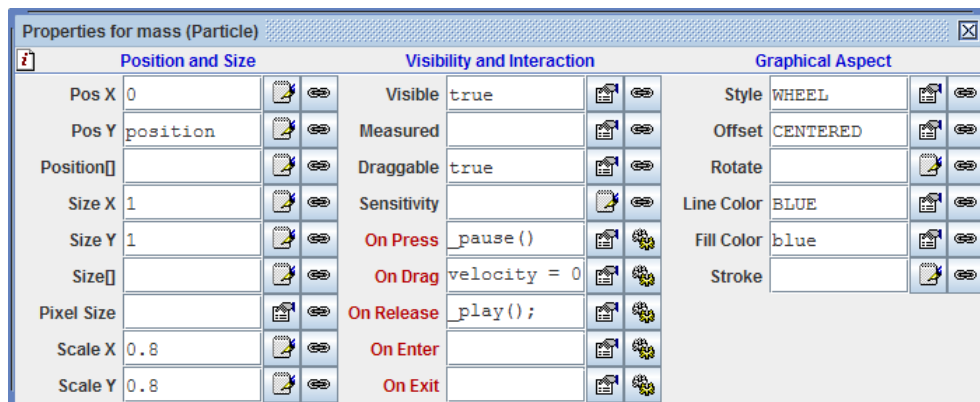 Properties for mass (Particle)
Position and Size Visibility and Interaction Graphical Aspect
Pos X 0 Visible true Style WHEEL
Pos Y position Measured Offset CENTERED
Position[] Draggable true Rotate
Size X 1 Sensitivity Line Color BLUE
Size Y 1 On Press _pause() Fill Color blue
Size[] On Drag velocity = 0 Stroke
Pixel Size On Release _play();
Scale X 0.8 On Enter
Scale Y 0.8 On Exit